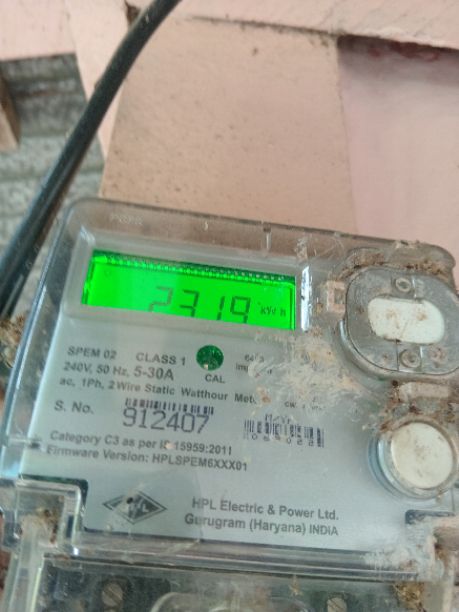 2319 kWh
SPEM 02 CLASS 1
240V, 50 Hz, 5-30A CAL
ac, 1Ph, 2 Wire Static Watthour
S. No. 912407
Category C3 as per 15959:2011
Firmware Version: HPLSPEM6XXX01
HPL
HPL Electric & Power Ltd.
Gurugram (Haryana) INDIA